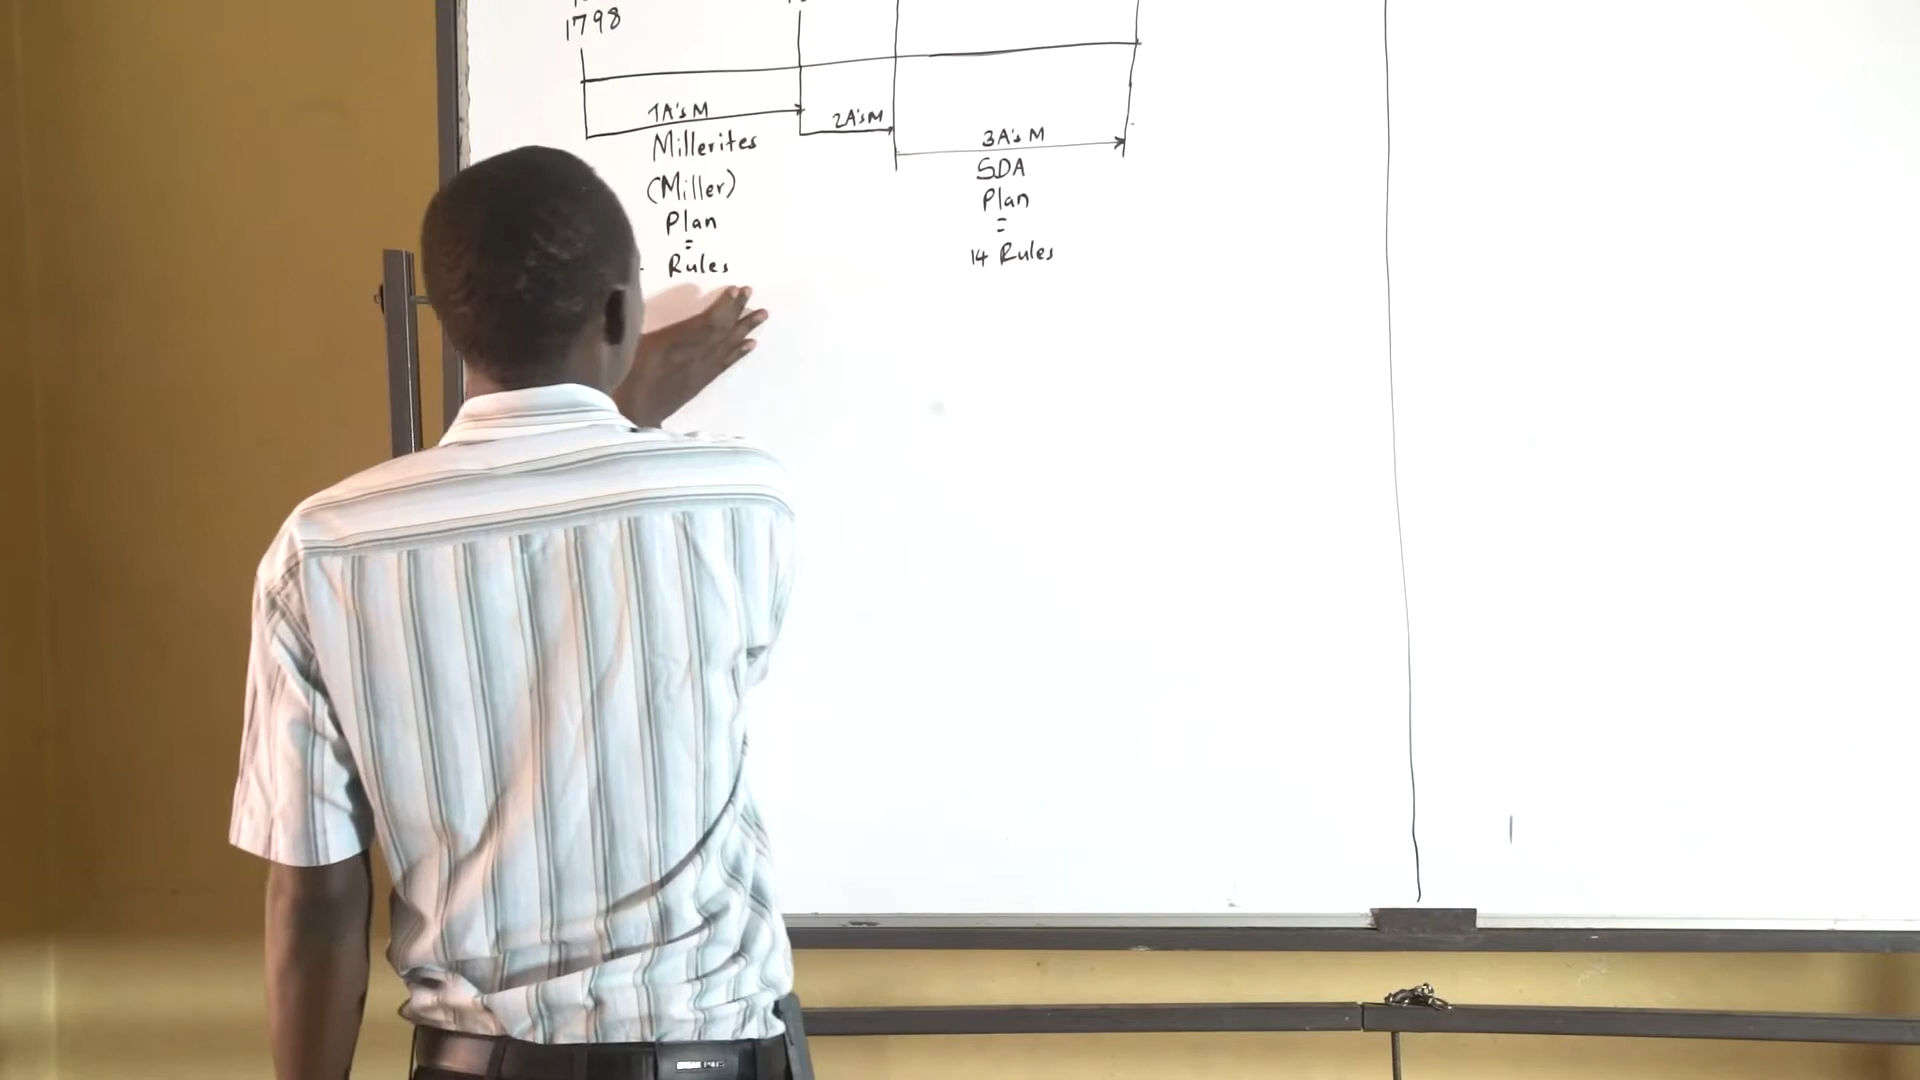 1798
1A's M
2A's M
3A's M
Millerites
(Miller)
Plan
=
Rules
SDA
Plan
=
14 Rules